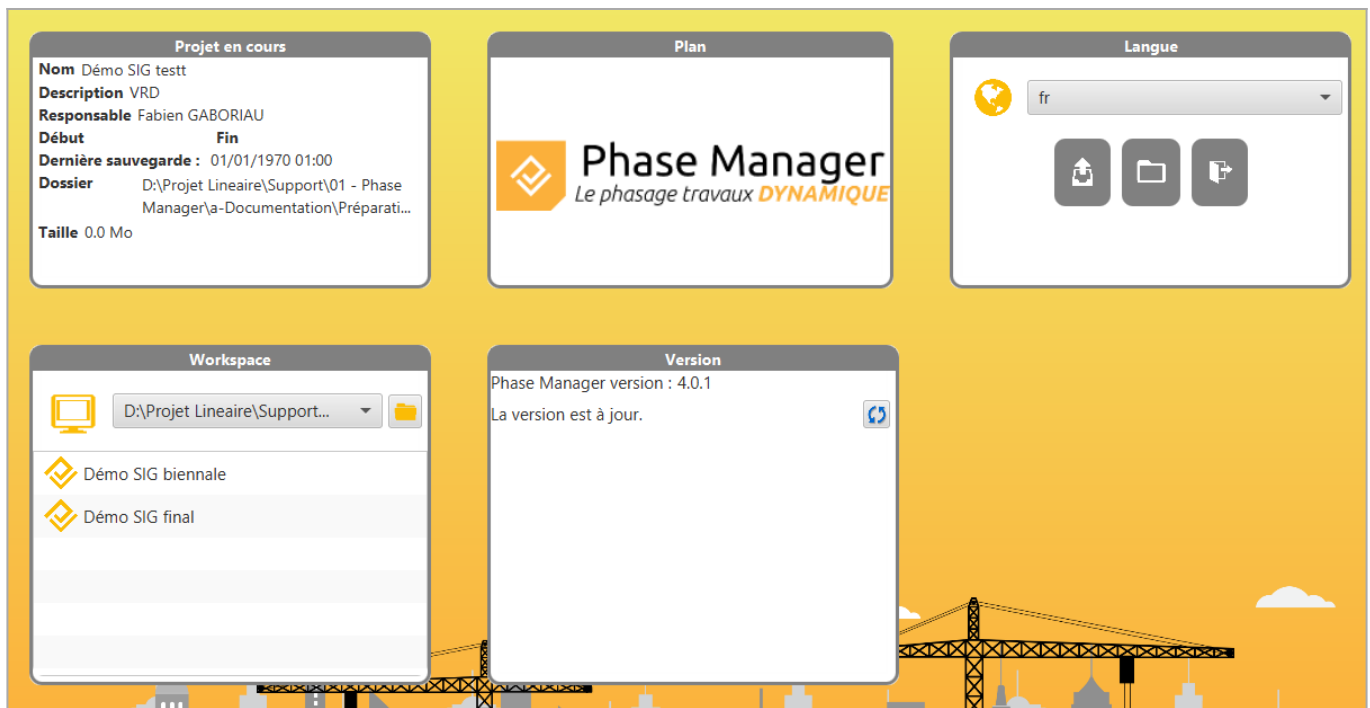 Projet en cours
Nom Démo SIG testt
Description VRD
Responsable Fabien GABORIAU
Début Fin
Dernière sauvegarde : 01/01/1970 01:00
Dossier D:\Projet Lineaire\Support\01 - Phase
Manager\a-Documentation\Préparati...
Taille 0.0 Mo
Plan
Phase Manager
Le phasage travaux DYNAMIQUE
Langue
fr
Workspace
D:\Projet Lineaire\Support...
Démo SIG biennale
Démo SIG final
Version
Phase Manager version : 4.0.1
La version est à jour.